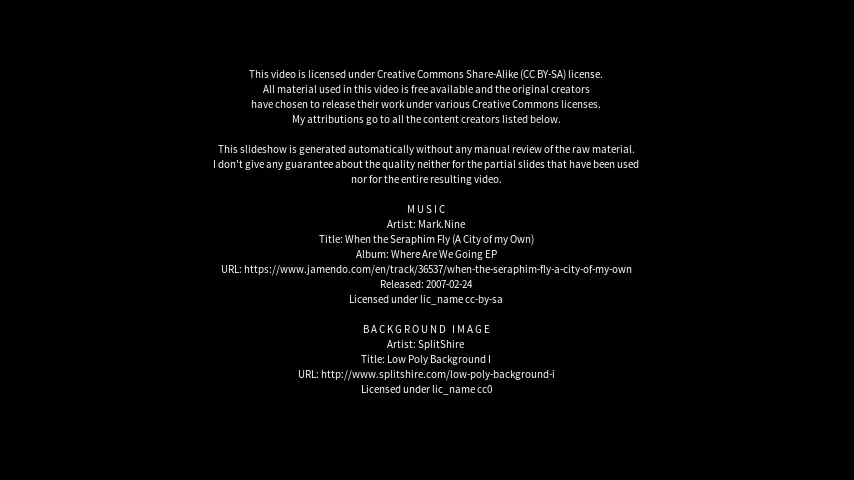 This video is licensed under Creative Commons Share-Alike (CC BY-SA) license.
All material used in this video is free available and the original creators
have chosen to release their work under various Creative Commons licenses.
My attributions go to all the content creators listed below.
This slideshow is generated automatically without any manual review of the raw material.
I don't give any guarantee about the quality neither for the partial slides that have been used
nor for the entire resulting video.
MUSIC
Artist: Mark.Nine
Title: When the Seraphim Fly (A City of my Own)
Album: Where Are We Going EP
URL: https://www.jamendo.com/en/track/36537/when-the-seraphim-fly-a-city-of-my-own
Released: 2007-02-24
Licensed under lic_name cc-by-sa
BACKGROUND IMAGE
Artist: SplitShire
Title: Low Poly Background I
URL: http://www.splitshire.com/low-poly-background-i
Licensed under lic_name cc0